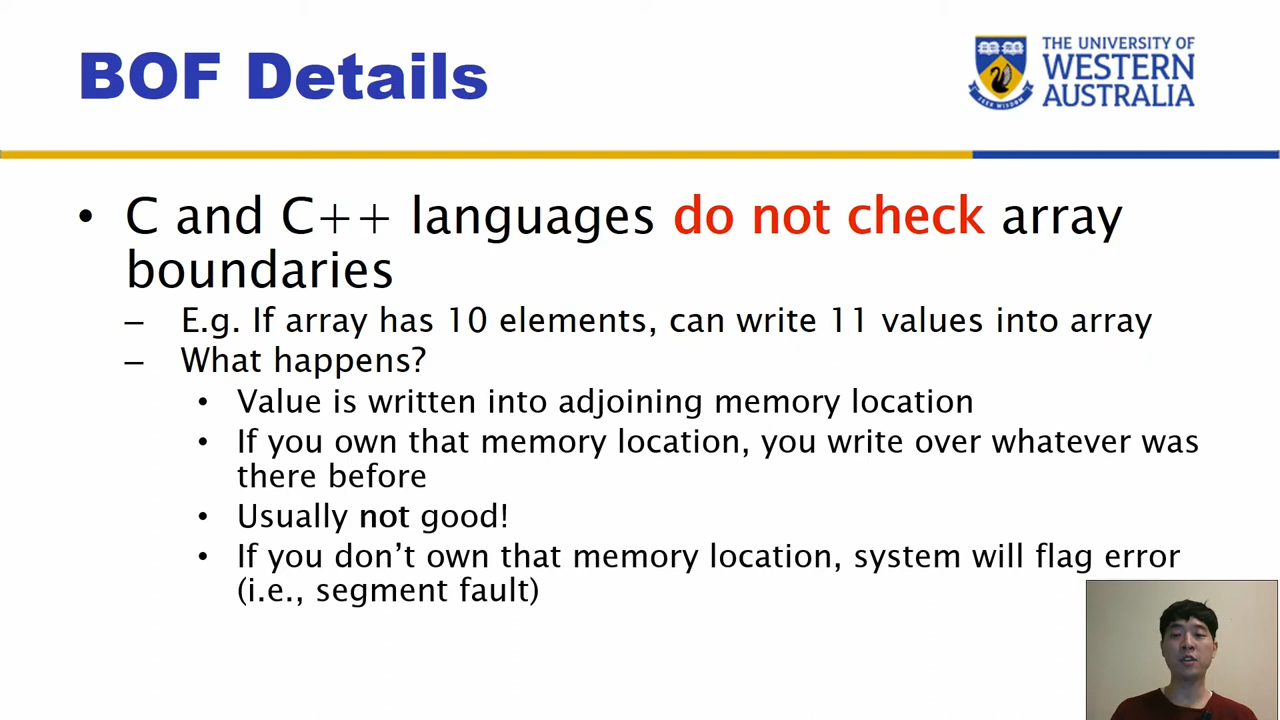 BOF Details
THE UNIVERSITY OF
WESTERN
AUSTRALIA
SEEK WISDOM
• C and C++ languages do not check array
boundaries
– E.g. If array has 10 elements, can write 11 values into array
– What happens?
• Value is written into adjoining memory location
• If you own that memory location, you write over whatever was
there before
• Usually not good!
• If you don’t own that memory location, system will flag error
(i.e., segment fault)